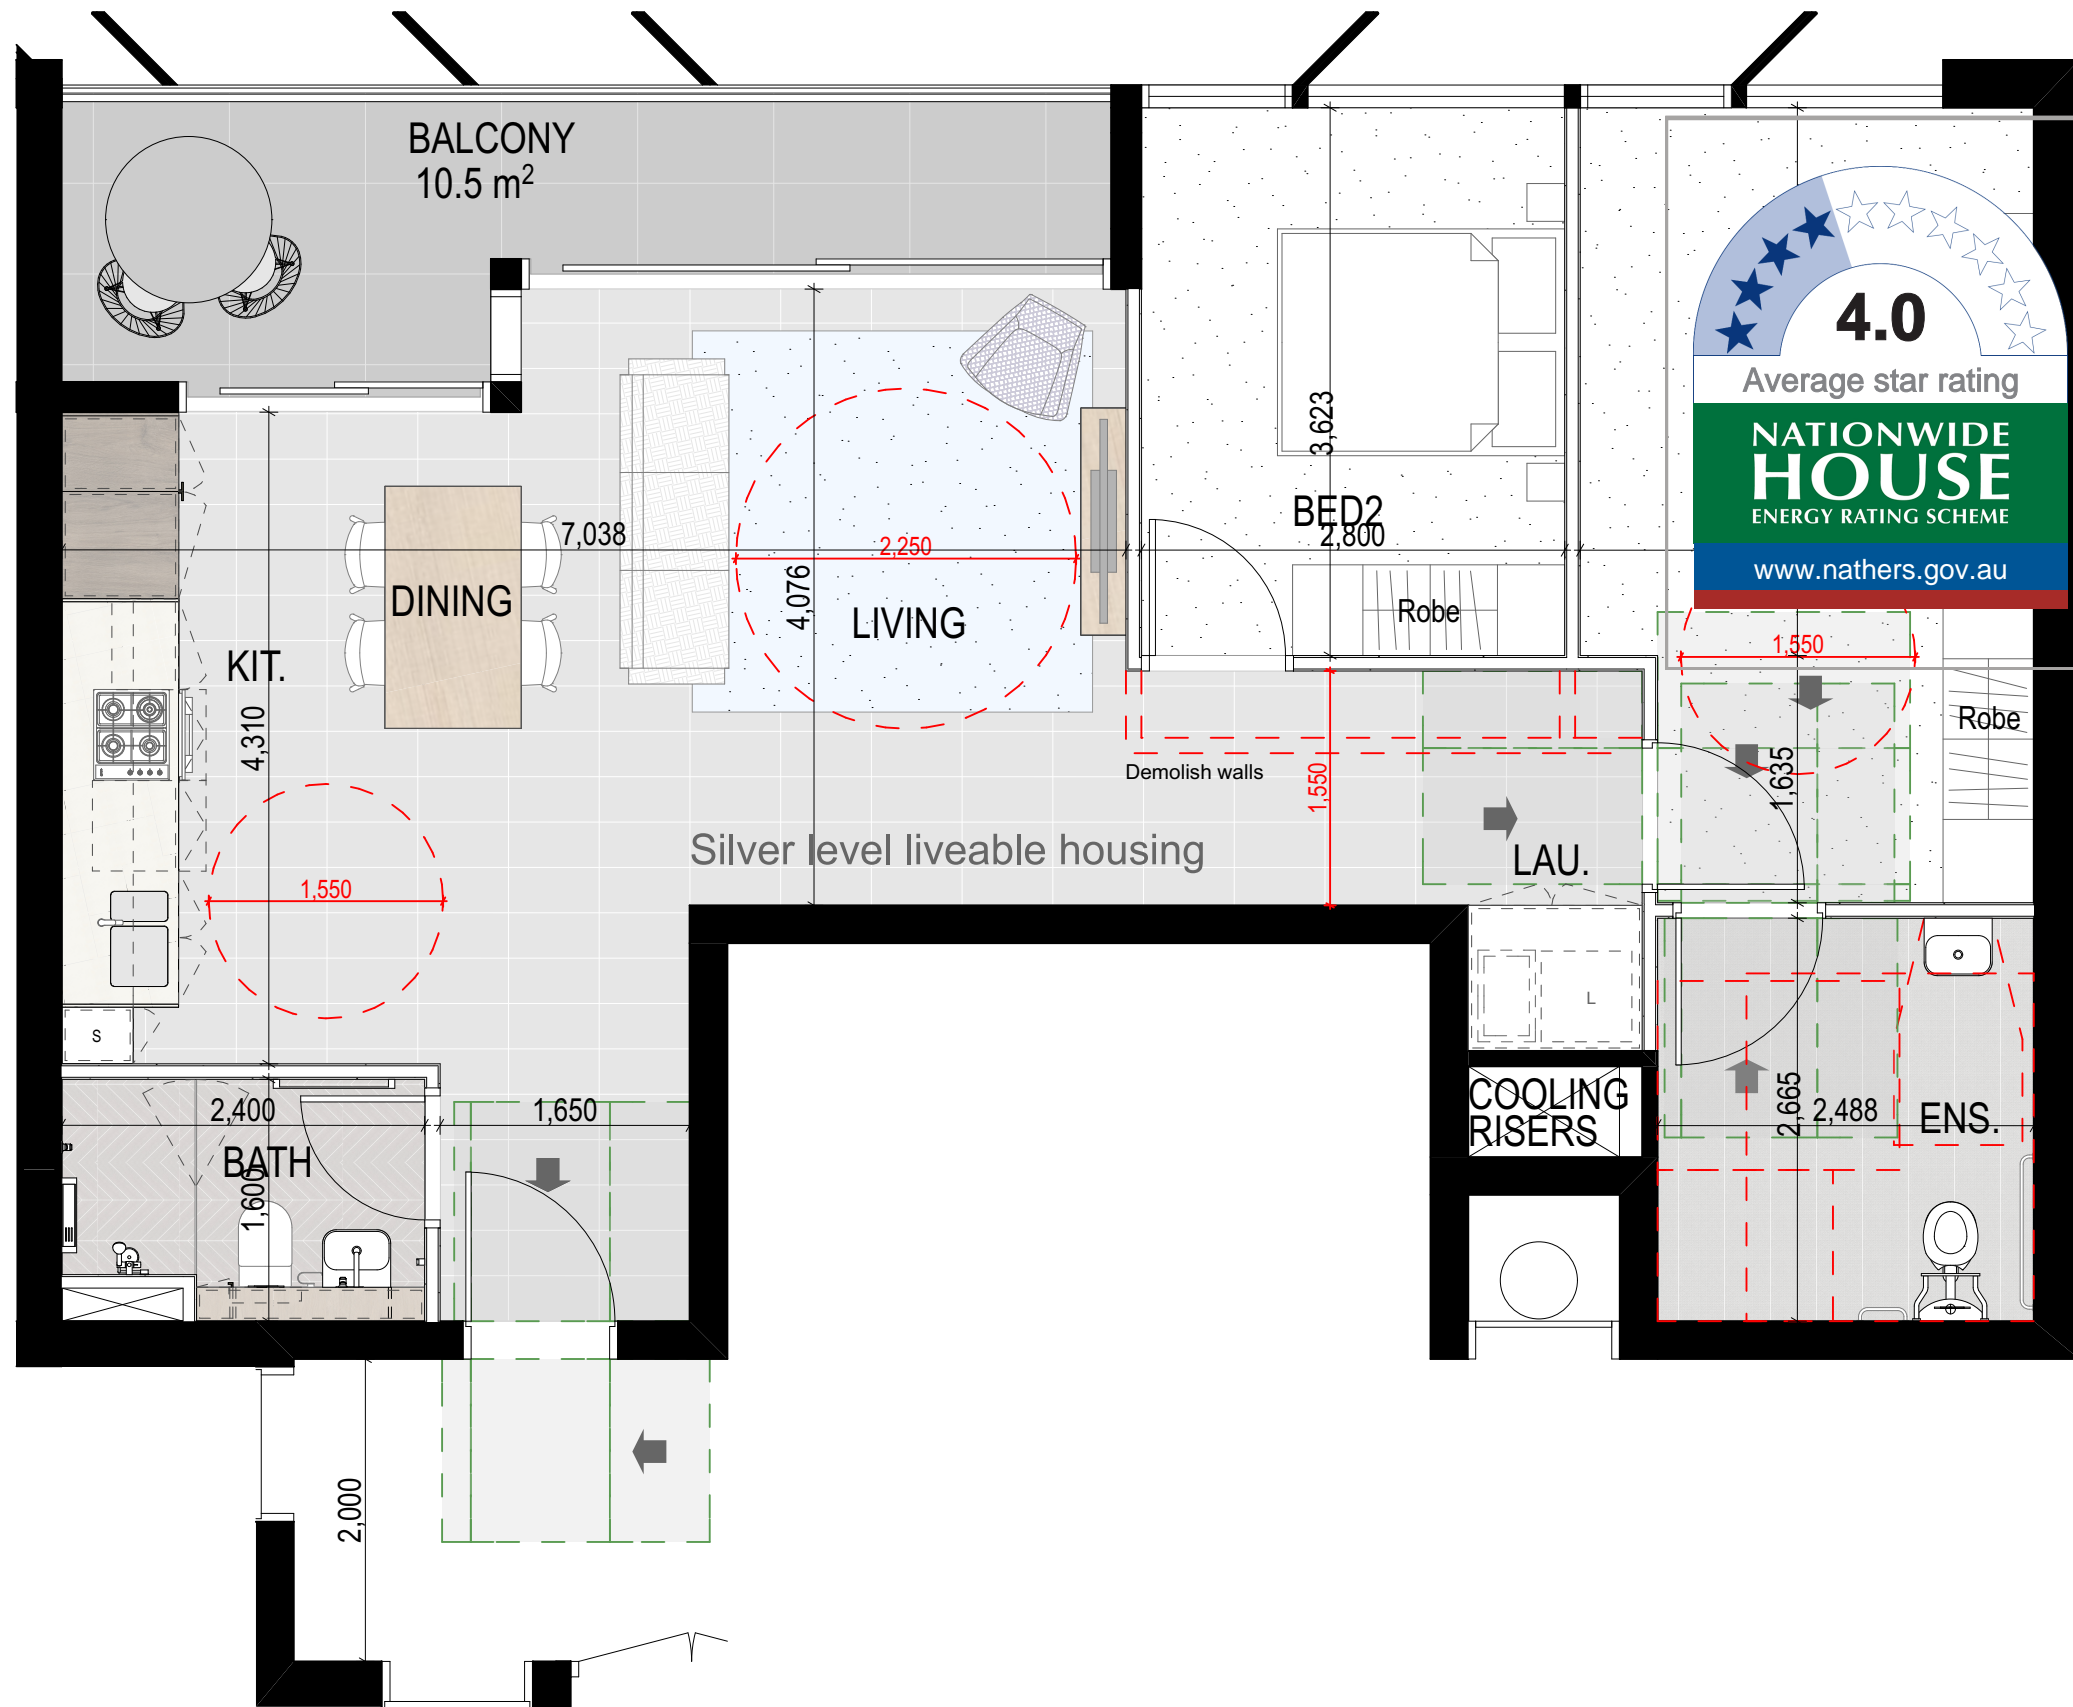 BALCONY
10.5 m²
4.0
Average star rating
NATIONWIDE
HOUSE
ENERGY RATING SCHEME
www.nathers.gov.au
3,623
BED2
2,800
7,038
2,250
4,076
DINING
LIVING
Robe
KIT.
1,550
Robe
4,310
Demolish walls
1,550
1,635
Silver level liveable housing
LAU.
1,550
L
S
COOLING
RISERS
2,400
1,650
2,665
2,488
ENS.
BATH
1,600
2,000